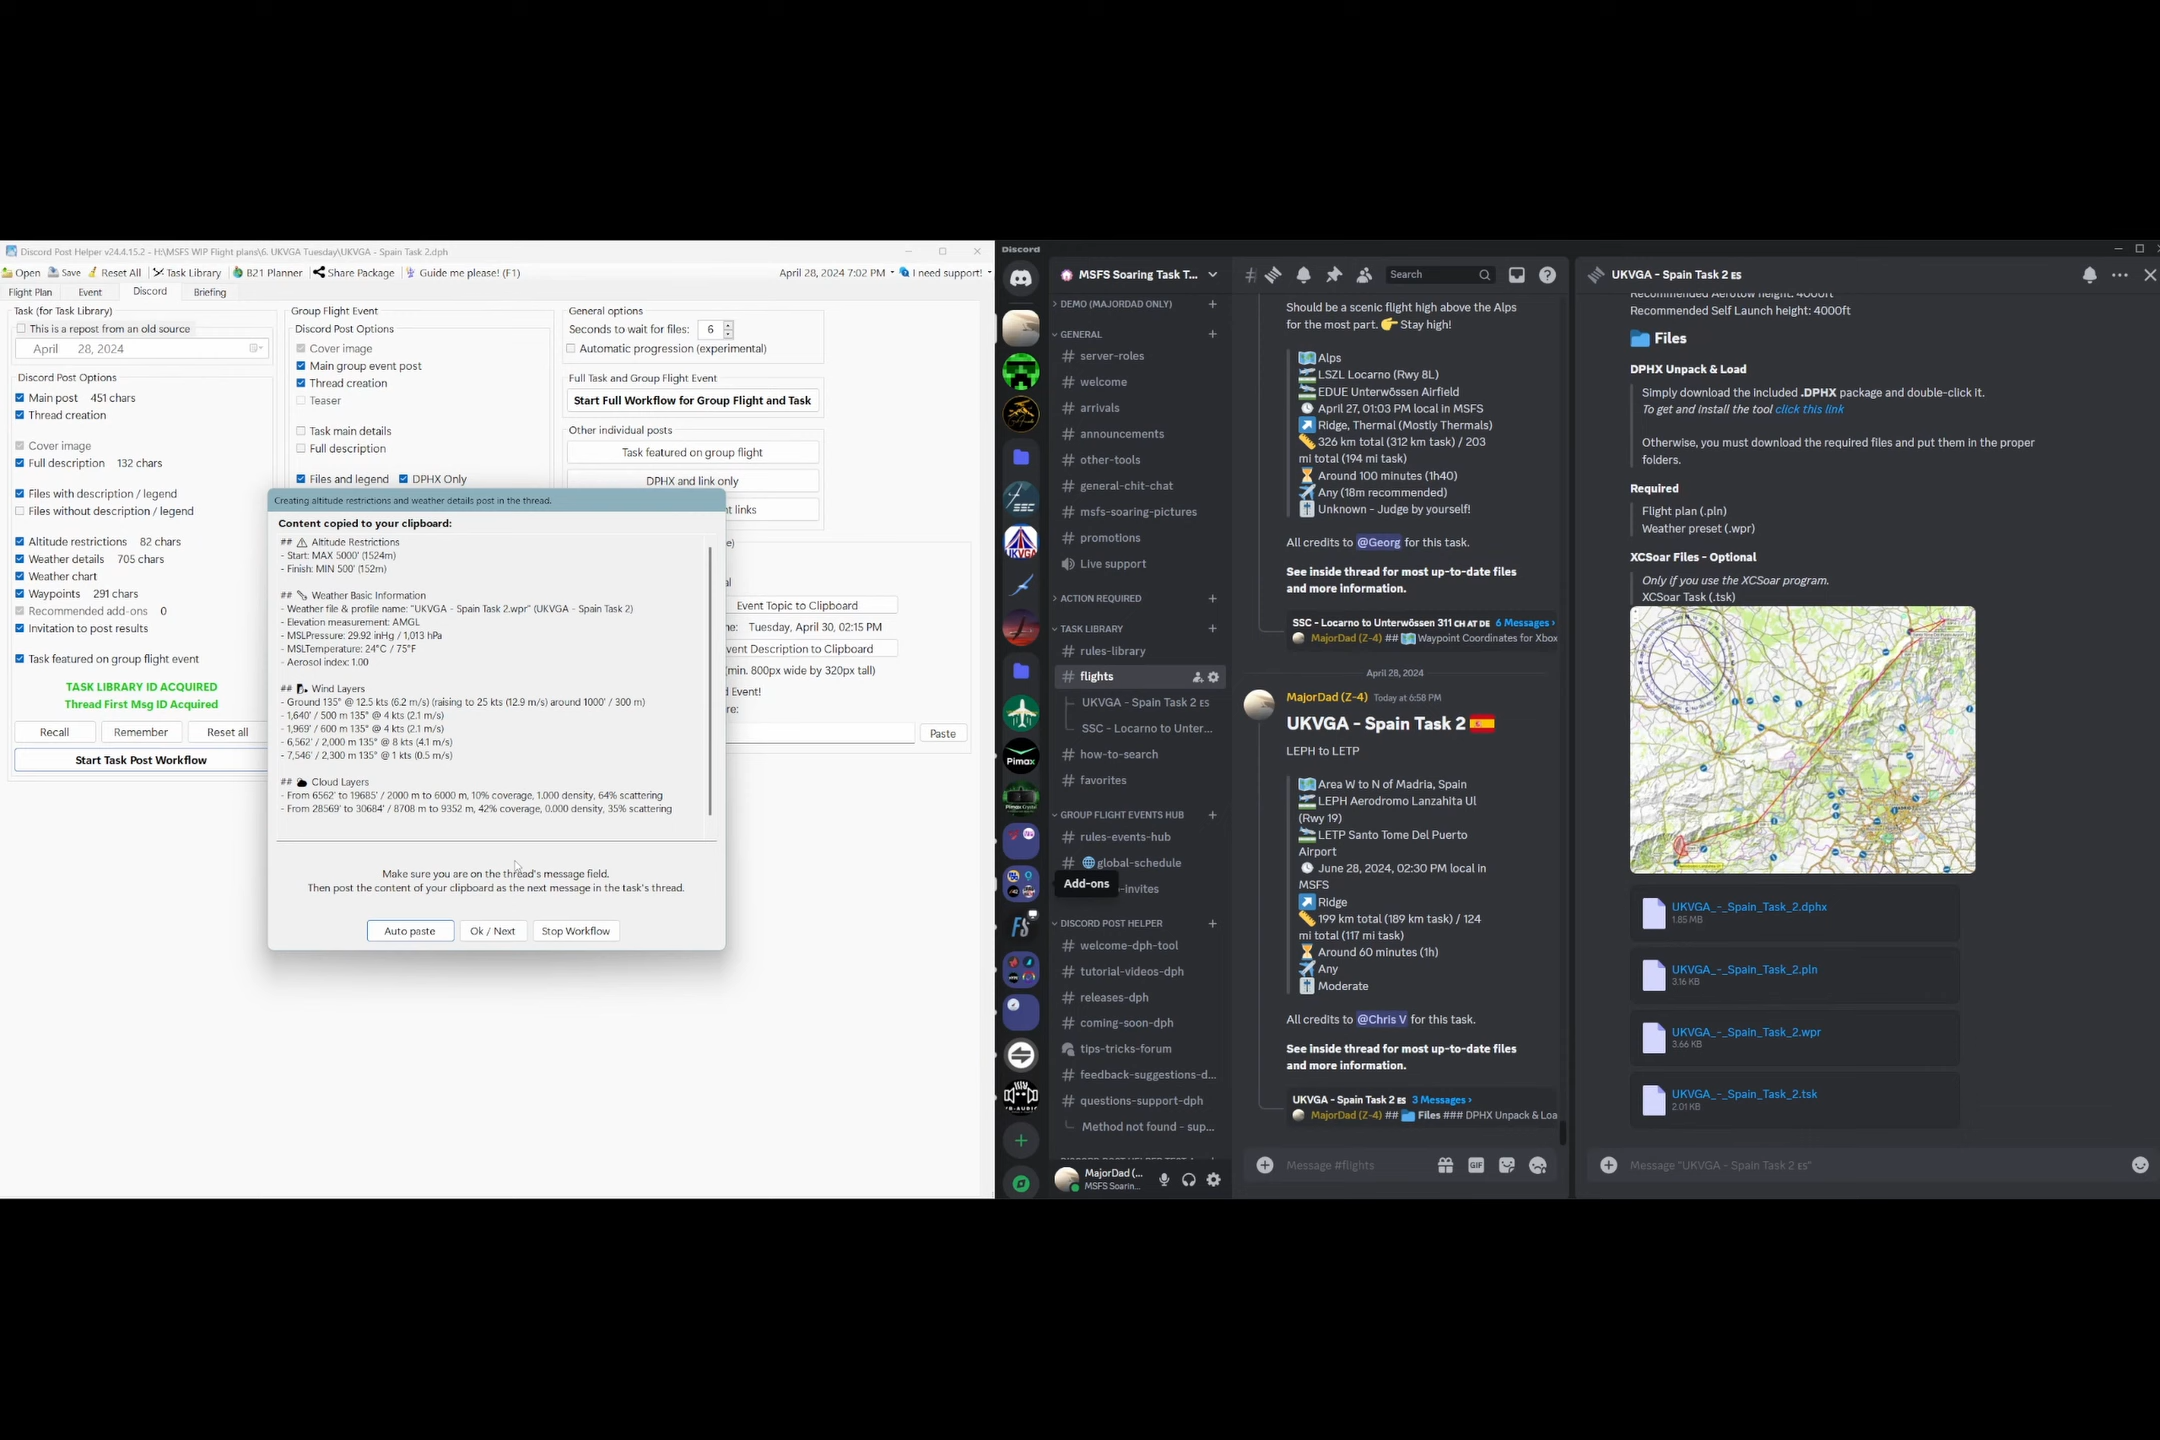 Discord Post Helper v24.4.15.2 - H:\MSFS WIP Flight plans\6. UKVGA Tuesday\UKVGA - Spain Task 2.dph
Open Save Reset All Task Library B21 Planner Share Package Guide me please! (F1) April 28, 2024 7:02 PM I need support!
Flight Plan Event Discord Briefing
Task (for Task Library)
This is a repost from an old source
April 28, 2024
Discord Post Options
Main post 451 chars
Thread creation
Cover image
Full description 132 chars
Files with description / legend
Files without description / legend
Altitude restrictions 82 chars
Weather details 705 chars
Weather chart
Waypoints 291 chars
Recommended add-ons 0
Invitation to post results
Task featured on group flight event
TASK LIBRARY ID ACQUIRED
Thread First Msg ID Acquired
Recall Remember Reset all
Start Task Post Workflow
Group Flight Event
Discord Post Options
Cover image
Main group event post
Thread creation
Teaser
Task main details
Full description
Files and legend DPHX Only
General options
Seconds to wait for files: 6
Automatic progression (experimental)
Full Task and Group Flight Event
Start Full Workflow for Group Flight and Task
Other individual posts
Task featured on group flight
DPHX and link only
Event Topic to Clipboard
Tuesday, April 30, 02:15 PM
Description to Clipboard
(min. 800px wide by 320px tall)
Event!
Paste
Creating altitude restrictions and weather details post in the thread.
Content copied to your clipboard:
## ⚠ Altitude Restrictions
- Start: MAX 5000' (1524m)
- Finish: MIN 500' (152m)
## Weather Basic Information
- Weather file & profile name: "UKVGA - Spain Task 2.wpr" (UKVGA - Spain Task 2)
- Elevation measurement: AMGL
- MSLPressure: 29.92 inHg / 1,013 hPa
- MSLTemperature: 24°C / 75°F
- Aerosol index: 1.00
## Wind Layers
- Ground 135° @ 12.5 kts (6.2 m/s) (raising to 25 kts (12.9 m/s) around 1000' / 300 m)
- 1,640' / 500 m 135° @ 4 kts (2.1 m/s)
- 1,969' / 600 m 135° @ 4 kts (2.1 m/s)
- 6,562' / 2,000 m 135° @ 8 kts (4.1 m/s)
- 7,546' / 2,300 m 135° @ 1 kts (0.5 m/s)
## Cloud Layers
- From 6562' to 19685' / 2000 m to 6000 m, 10% coverage, 1.000 density, 64% scattering
- From 28569' to 30684' / 8708 m to 9352 m, 42% coverage, 0.000 density, 35% scattering
Make sure you are on the thread's message field.
Then post the content of your clipboard as the next message in the task's thread.
Auto paste Ok / Next Stop Workflow
Discord
MSFS Soaring Task T...
DEMO (MAJORDAD ONLY)
GENERAL
server-roles
welcome
arrivals
announcements
other-tools
general-chit-chat
msfs-soaring-pictures
promotions
Live support
ACTION REQUIRED
TASK LIBRARY
rules-library
flights
UKVGA - Spain Task 2 ES
SSC - Locarno to Unter...
how-to-search
favorites
GROUP FLIGHT EVENTS HUB
rules-events-hub
global-schedule
Add-ons
-invites
DISCORD POST HELPER
welcome-dph-tool
tutorial-videos-dph
releases-dph
coming-soon-dph
tips-tricks-forum
feedback-suggestions-d...
questions-support-dph
Method not found - sup...
MajorDad (...
MSFS Soarin...
SSC
UKVGA
Pimax
Search
Should be a scenic flight high above the Alps
for the most part. 👉 Stay high!
Alps
LSZL Locarno (Rwy 8L)
EDUE Unterwössen Airfield
April 27, 01:03 PM local in MSFS
Ridge, Thermal (Mostly Thermals)
326 km total (312 km task) / 203
mi total (194 mi task)
Around 100 minutes (1h40)
Any (18m recommended)
Unknown - Judge by yourself!
All credits to @Georg for this task.
See inside thread for most up-to-date files
and more information.
SSC - Locarno to Unterwössen 311 CH AT DE 6 Messages ›
MajorDad (Z-4) ## Waypoint Coordinates for Xbox
April 28, 2024
MajorDad (Z-4) Today at 6:58 PM
UKVGA - Spain Task 2
LEPH to LETP
Area W to N of Madria, Spain
LEPH Aerodromo Lanzahita Ul
(Rwy 19)
LETP Santo Tome Del Puerto
Airport
June 28, 2024, 02:30 PM local in
MSFS
Ridge
199 km total (189 km task) / 124
mi total (117 mi task)
Around 60 minutes (1h)
Any
Moderate
All credits to @Chris V for this task.
See inside thread for most up-to-date files
and more information.
UKVGA - Spain Task 2 ES 3 Messages ›
MajorDad (Z-4) ## Files ### DPHX Unpack & Loa
Message #flights
GIF
UKVGA - Spain Task 2 ES
Recommended Aerotow height: 4000ft
Recommended Self Launch height: 4000ft
Files
DPHX Unpack & Load
Simply download the included .DPHX package and double-click it.
To get and install the tool click this link
Otherwise, you must download the required files and put them in the proper
folders.
Required
Flight plan (.pln)
Weather preset (.wpr)
XCSoar Files - Optional
Only if you use the XCSoar program.
XCSoar Task (.tsk)
UKVGA_-_Spain_Task_2.dphx
1.85 MB
UKVGA_-_Spain_Task_2.pln
3.16 KB
UKVGA_-_Spain_Task_2.wpr
3.66 KB
UKVGA_-_Spain_Task_2.tsk
2.01 KB
Message "UKVGA - Spain Task 2 ES"